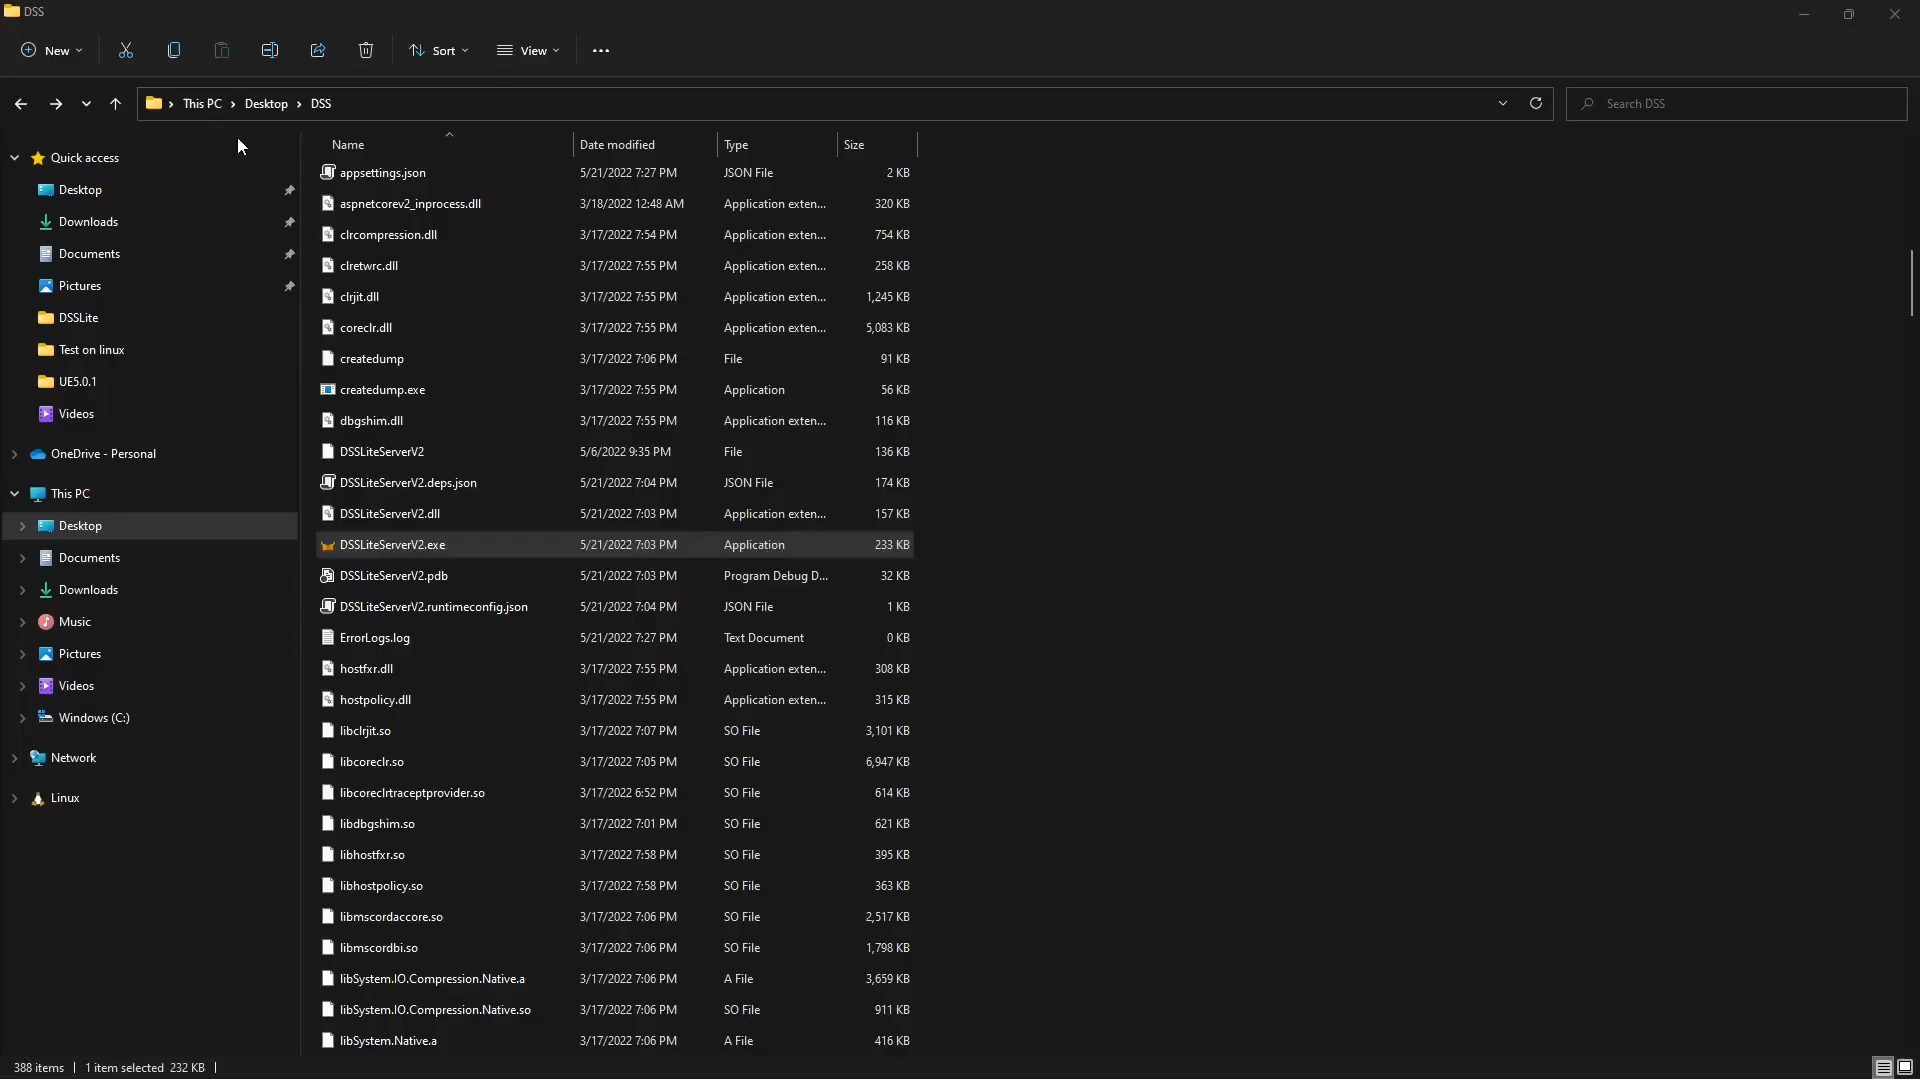 DSS
New
Sort
View
This PC
Desktop
DSS
Search DSS
Name
Date modified
Type
Size
Quick access
Desktop
Downloads
Documents
Pictures
DSSLite
Test on linux
UE5.0.1
Videos
OneDrive - Personal
This PC
Desktop
Documents
Downloads
Music
Pictures
Videos
Windows (C:)
Network
Linux
appsettings.json 5/21/2022 7:27 PM JSON File 2 KB
aspnetcorev2_inprocess.dll 3/18/2022 12:48 AM Application exten... 320 KB
clrcompression.dll 3/17/2022 7:54 PM Application exten... 754 KB
clretwrc.dll 3/17/2022 7:55 PM Application exten... 258 KB
clrjit.dll 3/17/2022 7:55 PM Application exten... 1,245 KB
coreclr.dll 3/17/2022 7:55 PM Application exten... 5,083 KB
createdump 3/17/2022 7:06 PM File 91 KB
createdump.exe 3/17/2022 7:55 PM Application 56 KB
dbgshim.dll 3/17/2022 7:55 PM Application exten... 116 KB
DSSLiteServerV2 5/6/2022 9:35 PM File 136 KB
DSSLiteServerV2.deps.json 5/21/2022 7:04 PM JSON File 174 KB
DSSLiteServerV2.dll 5/21/2022 7:03 PM Application exten... 157 KB
DSSLiteServerV2.exe 5/21/2022 7:03 PM Application 233 KB
DSSLiteServerV2.pdb 5/21/2022 7:03 PM Program Debug D... 32 KB
DSSLiteServerV2.runtimeconfig.json 5/21/2022 7:04 PM JSON File 1 KB
ErrorLogs.log 5/21/2022 7:27 PM Text Document 0 KB
hostfxr.dll 3/17/2022 7:55 PM Application exten... 308 KB
hostpolicy.dll 3/17/2022 7:55 PM Application exten... 315 KB
libclrjit.so 3/17/2022 7:07 PM SO File 3,101 KB
libcoreclr.so 3/17/2022 7:05 PM SO File 6,947 KB
libcoreclrtraceptprovider.so 3/17/2022 6:52 PM SO File 614 KB
libdbgshim.so 3/17/2022 7:01 PM SO File 621 KB
libhostfxr.so 3/17/2022 7:58 PM SO File 395 KB
libhostpolicy.so 3/17/2022 7:58 PM SO File 363 KB
libmscordaccore.so 3/17/2022 7:06 PM SO File 2,517 KB
libmscordbi.so 3/17/2022 7:06 PM SO File 1,798 KB
libSystem.IO.Compression.Native.a 3/17/2022 7:06 PM A File 3,659 KB
libSystem.IO.Compression.Native.so 3/17/2022 7:06 PM SO File 911 KB
libSystem.Native.a 3/17/2022 7:06 PM A File 416 KB
388 items
1 item selected 232 KB